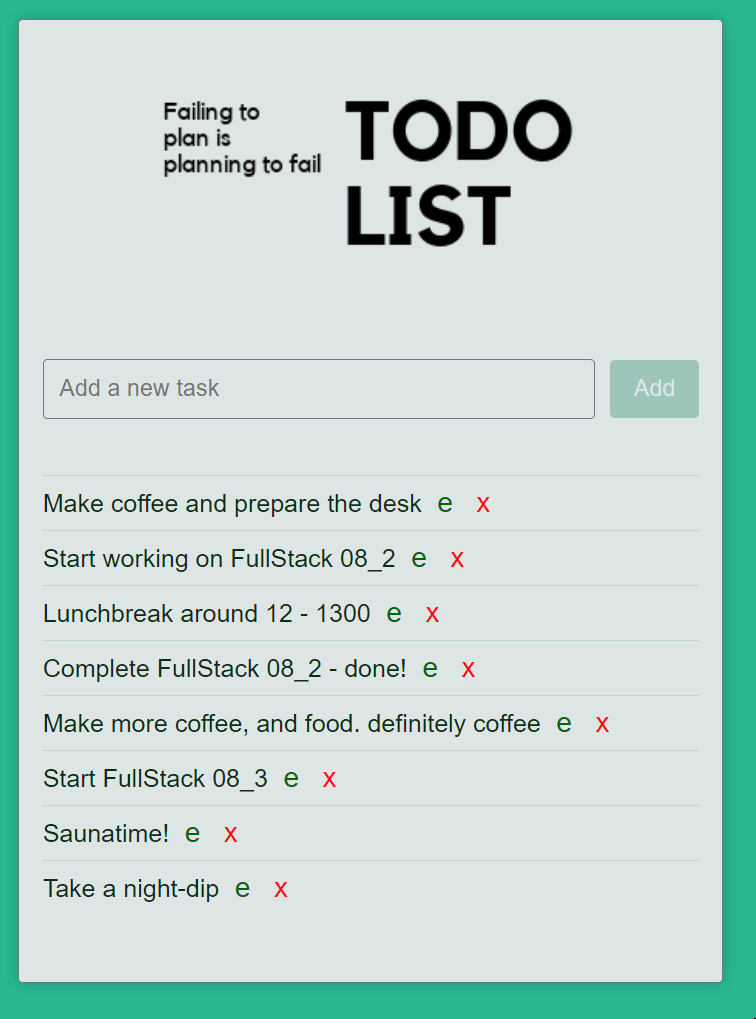 Failing to
plan is
planning to fail
TODO
LIST
Add a new task
Add
Make coffee and prepare the desk e x
Start working on FullStack 08_2 e x
Lunchbreak around 12 - 1300 e x
Complete FullStack 08_2 - done! e x
Make more coffee, and food. definitely coffee e x
Start FullStack 08_3 e x
Saunatime! e x
Take a night-dip e x